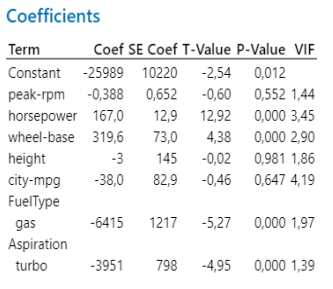 Coefficients
Term Coef SE Coef T-Value P-Value VIF
Constant -25989 10220 -2,54 0,012
peak-rpm -0,388 0,652 -0,60 0,552 1,44
horsepower 167,0 12,9 12,92 0,000 3,45
wheel-base 319,6 73,0 4,38 0,000 2,90
height -3 145 -0,02 0,981 1,86
city-mpg -38,0 82,9 -0,46 0,647 4,19
FuelType
gas -6415 1217 -5,27 0,000 1,97
Aspiration
turbo -3951 798 -4,95 0,000 1,39